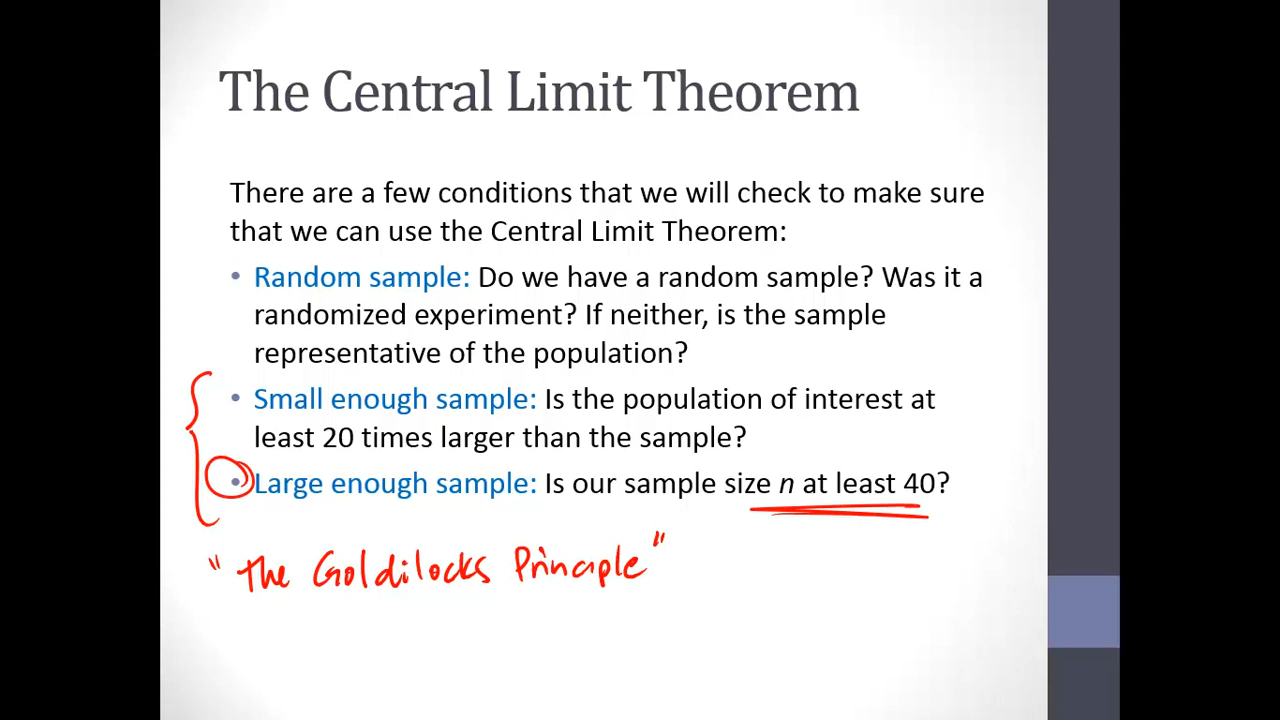 The Central Limit Theorem
There are a few conditions that we will check to make sure
that we can use the Central Limit Theorem:
• Random sample: Do we have a random sample? Was it a
randomized experiment? If neither, is the sample
representative of the population?
• Small enough sample: Is the population of interest at
least 20 times larger than the sample?
• Large enough sample: Is our sample size n at least 40?
"The Goldilocks Principle"